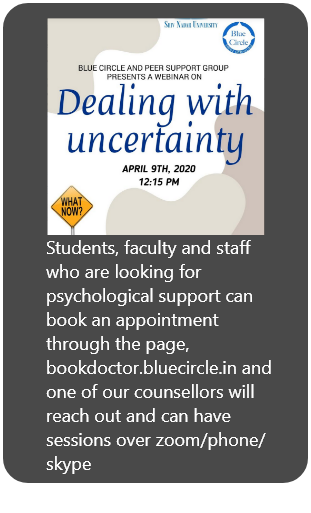 SHIV NADAR UNIVERSITY
Blue
Circle
BLUE CIRCLE AND PEER SUPPORT GROUP
PRESENTS A WEBINAR ON
Dealing with
uncertainty
APRIL 9TH, 2020
12:15 PM
WHAT
NOW?
Students, faculty and staff
who are looking for
psychological support can
book an appointment
through the page,
bookdoctor.bluecircle.in and
one of our counsellors will
reach out and can have
sessions over zoom/phone/
skype